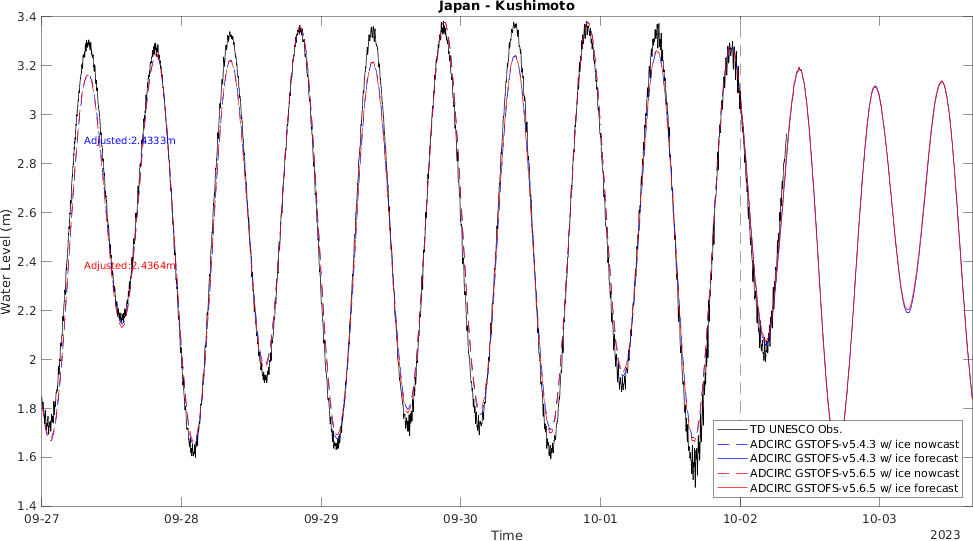 Japan - Kushimoto
3.4
3.2
3
2.8
2.6
2.4
2.2
2
1.8
1.6
1.4
Water Level (m)
Adjusted:2.4333m
Adjusted:2.4364m
TD UNESCO Obs.
ADCIRC GSTOFS-v5.4.3 w/ ice nowcast
ADCIRC GSTOFS-v5.4.3 w/ ice forecast
ADCIRC GSTOFS-v5.6.5 w/ ice nowcast
ADCIRC GSTOFS-v5.6.5 w/ ice forecast
09-27 09-28 09-29 09-30 10-01 10-02 10-03
Time
2023